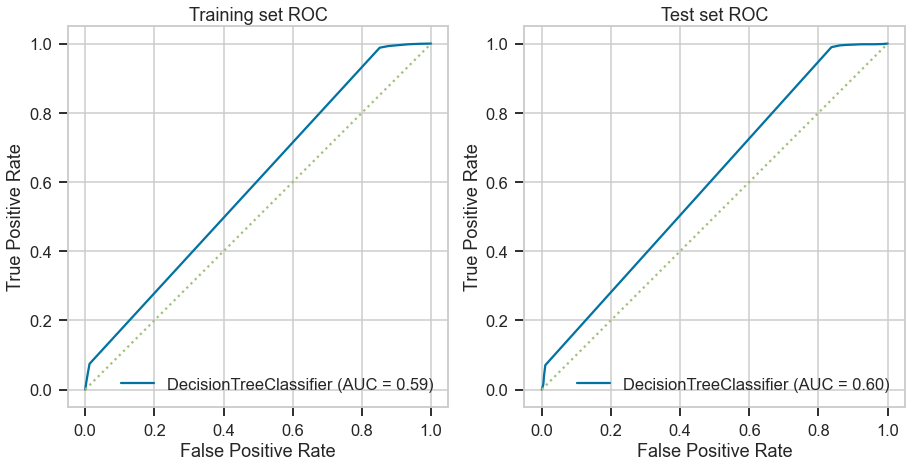 Training set ROC
True Positive Rate
1.0
0.8
0.6
0.4
0.2
0.0
DecisionTreeClassifier (AUC = 0.59)
0.0 0.2 0.4 0.6 0.8 1.0
False Positive Rate
Test set ROC
True Positive Rate
1.0
0.8
0.6
0.4
0.2
0.0
DecisionTreeClassifier (AUC = 0.60)
0.0 0.2 0.4 0.6 0.8 1.0
False Positive Rate